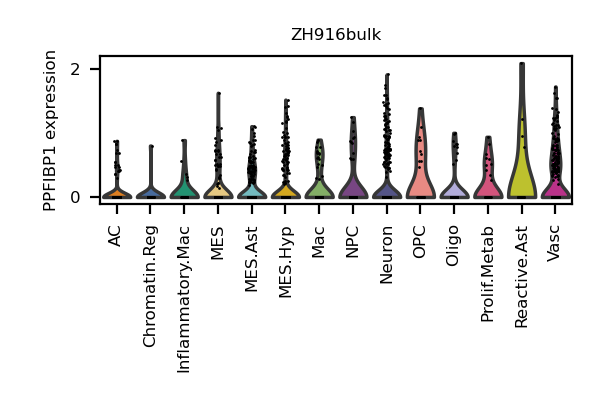 ZH916bulk
PPFIBP1 expression
2
0
AC
Chromatin.Reg
Inflammatory.Mac
MES
MES.Ast
MES.Hyp
Mac
NPC
Neuron
OPC
Oligo
Prolif.Metab
Reactive.Ast
Vasc